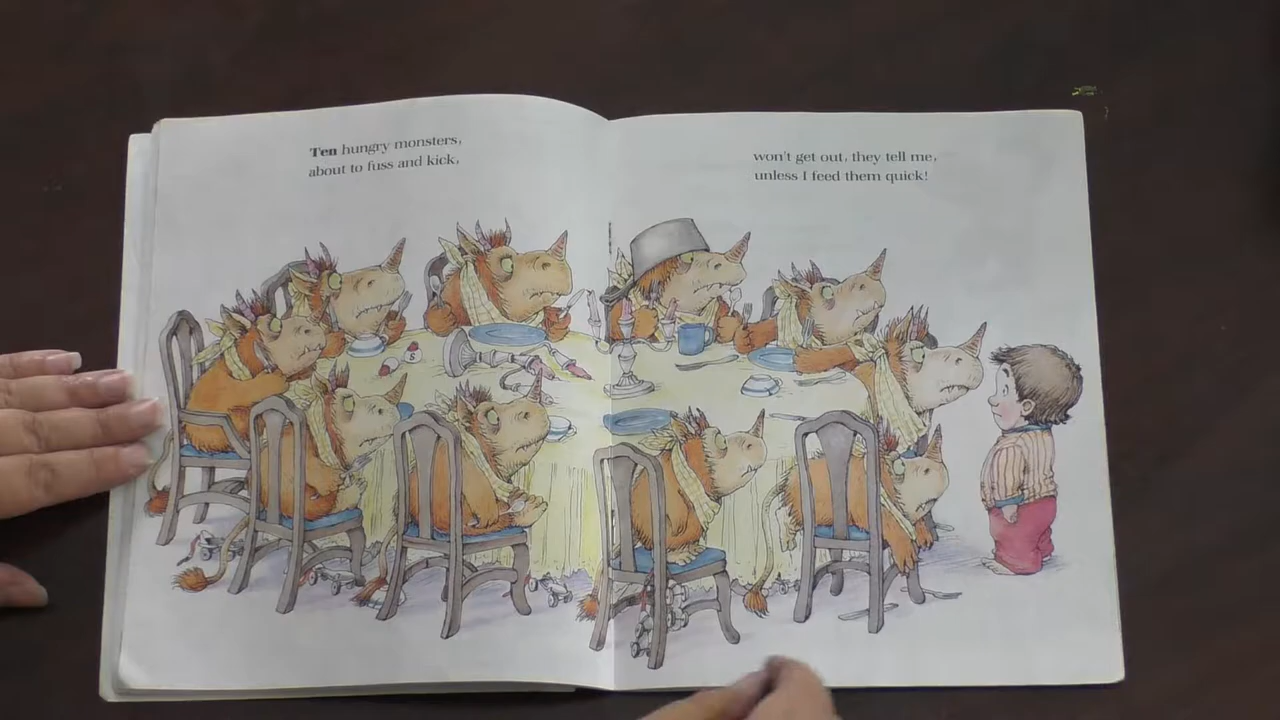 Ten hungry monsters,
about to fuss and kick,
won't get out, they tell me,
unless I feed them quick!
S